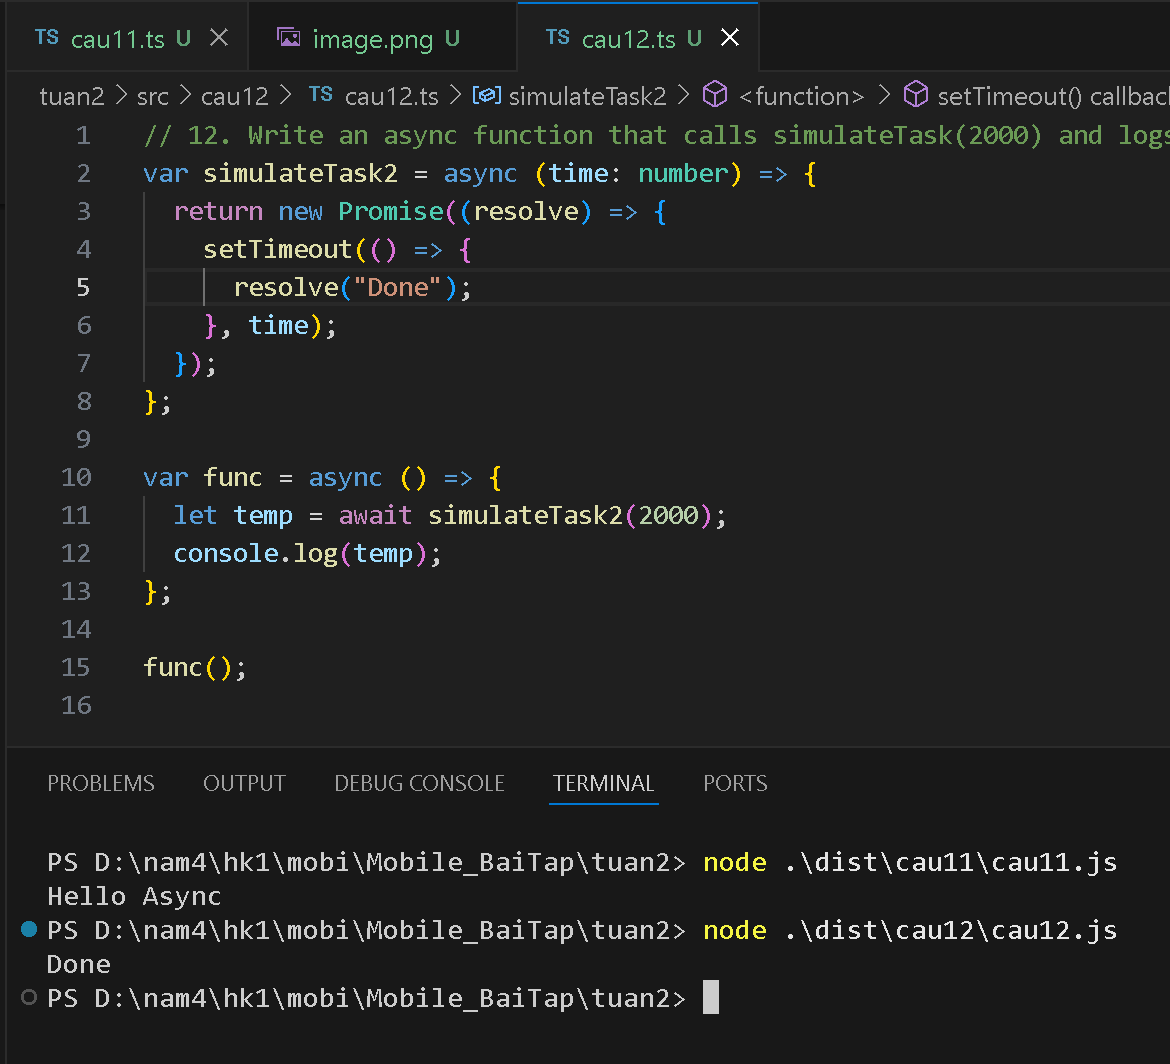 TS cau11.ts U
image.png U
TS cau12.ts U
tuan2 > src > cau12 > TS cau12.ts > simulateTask2 > <function> > setTimeout() callback
1 // 12. Write an async function that calls simulateTask(2000) and logs
2 var simulateTask2 = async (time: number) => {
3   return new Promise((resolve) => {
4     setTimeout(() => {
5       resolve("Done");
6     }, time);
7   });
8 };
9
10 var func = async () => {
11   let temp = await simulateTask2(2000);
12   console.log(temp);
13 };
14
15 func();
16
PROBLEMS OUTPUT DEBUG CONSOLE TERMINAL PORTS
PS D:\nam4\hk1\mobi\Mobile_BaiTap\tuan2> node .\dist\cau11\cau11.js
Hello Async
PS D:\nam4\hk1\mobi\Mobile_BaiTap\tuan2> node .\dist\cau12\cau12.js
Done
PS D:\nam4\hk1\mobi\Mobile_BaiTap\tuan2>